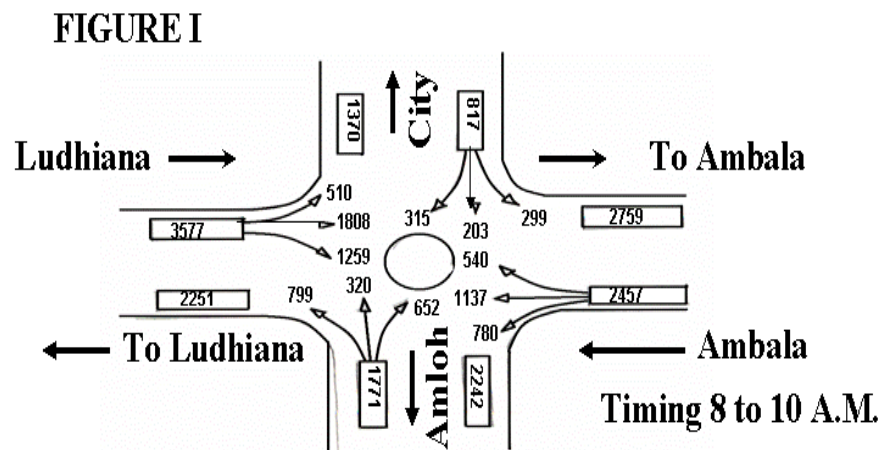 FIGURE I
City
1370
817
Ludhiana
To Ambala
510
3577
1808
1259
315
203
299
2759
540
2251
799
320
652
1137
2457
780
To Ludhiana
Ambala
1771
Amloh
2242
Timing 8 to 10 A.M.